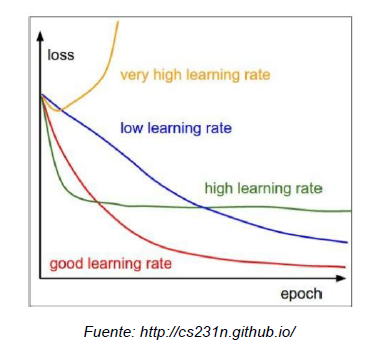 loss
very high learning rate
low learning rate
high learning rate
good learning rate
epoch
Fuente: http://cs231n.github.io/